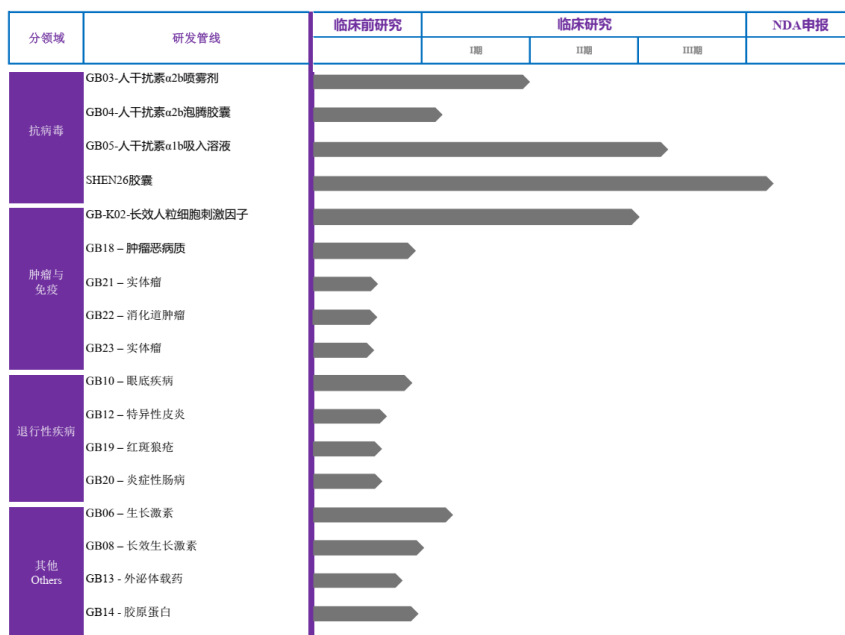 分领域
研发管线
临床前研究
临床研究
NDA申报
I期
II期
III期
抗病毒
GB03-人干扰素α2b喷雾剂
GB04-人干扰素α2b泡腾胶囊
GB05-人干扰素α1b吸入溶液
SHEN26胶囊
肿瘤与
免疫
GB-K02-长效人粒细胞刺激因子
GB18 – 肿瘤恶病质
GB21 – 实体瘤
GB22 – 消化道肿瘤
GB23 – 实体瘤
退行性疾病
GB10 – 眼底疾病
GB12 – 特异性皮炎
GB19 – 红斑狼疮
GB20 – 炎症性肠病
其他
Others
GB06 – 生长激素
GB08 – 长效生长激素
GB13 - 外泌体载药
GB14 - 胶原蛋白